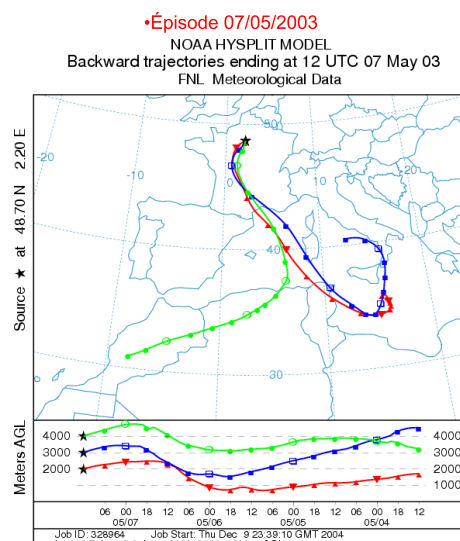 •Épisode 07/05/2003
NOAA HYSPLIT MODEL
Backward trajectories ending at 12 UTC 07 May 03
FNL Meteorological Data
Source ★ at 48.70 N 2.20 E
50
-20
-10
0
10
20
40
30
0
Meters AGL
4000
3000
2000
4000
3000
2000
1000
06 00 18 12 06 00 18 12 06 00 18 12 06 00 18 12
05/07 05/06 05/05 05/04
Job ID: 328964 Job Start: Thu Dec 9 23:39:10 GMT 2004